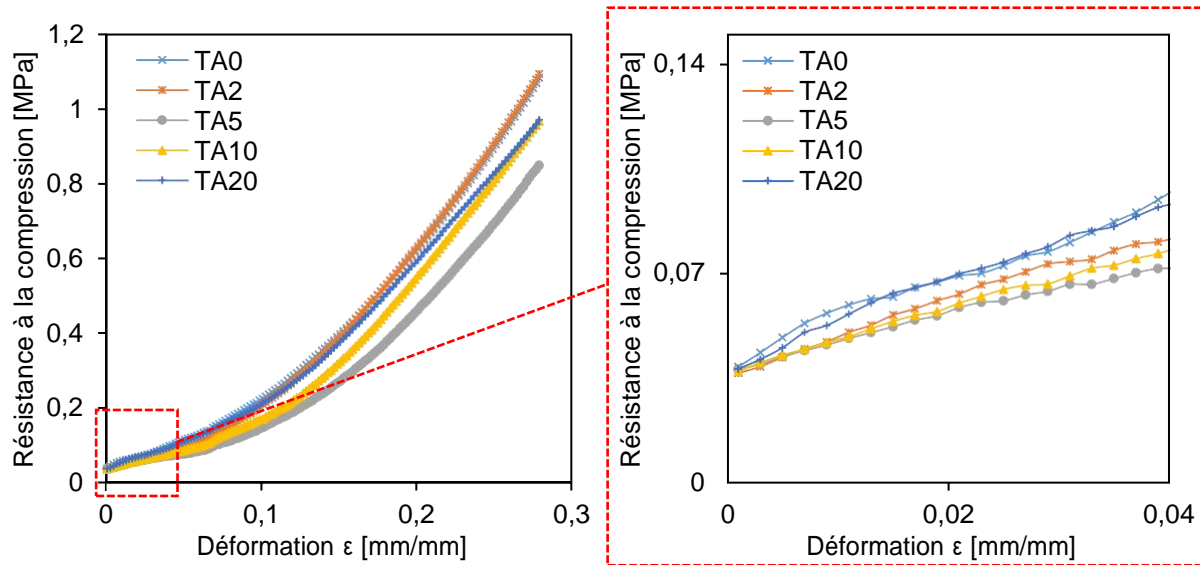 Résistance à la compression [MPa]
1,2
1
0,8
0,6
0,4
0,2
0
TA0
TA2
TA5
TA10
TA20
0
0,1
0,2
0,3
Déformation ε [mm/mm]
Résistance à la compression [MPa]
0,14
0,07
0
TA0
TA2
TA5
TA10
TA20
0
0,02
0,04
Déformation ε [mm/mm]